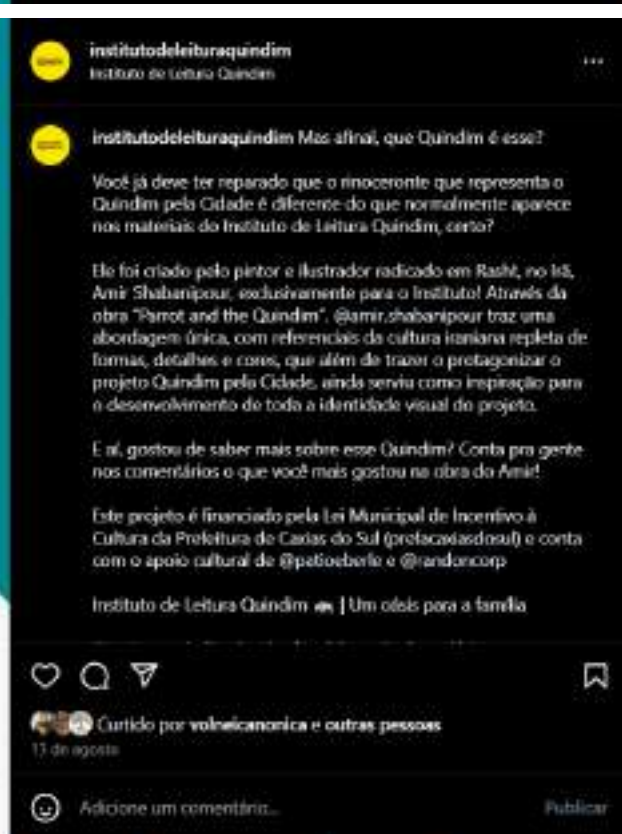 institutodeleituraquindim
Instituto de Leitura Quindim
institutodeleituraquindim Mas afinal, que Quindim é esse?
Você já deve ter reparado que o rinoceronte que representa o
Quindim pela Cidade é diferente do que normalmente aparece
nos materiais do Instituto de Leitura Quindim, certo?
Ele foi criado pelo pintor e ilustrador radicado em Rasht, no Irã,
Amir Shabanipour, exclusivamente para o Instituto! Através da
obra "Parrot and the Quindim", @amir.shabanipour traz uma
abordagem única, com referenciais da cultura iraniana repleta de
formas, detalhes e cores, que além de trazer o protagonizar o
projeto Quindim pela Cidade, ainda serviu como inspiração para
o desenvolvimento de toda a identidade visual do projeto.
E aí, gostou de saber mais sobre esse Quindim? Conta pra gente
nos comentários o que você mais gostou na obra do Amir!
Este projeto é financiado pela Lei Municipal de Incentivo à
Cultura da Prefeitura de Caxias do Sul (prefacaxiasdosul) e conta
com o apoio cultural de @patioeberle e @randoncorp
Instituto de Leitura Quindim 🦏 | Um oásis para a família
Curtido por volneicanonica e outras pessoas
13 de agosto
Adicione um comentário...
Publicar